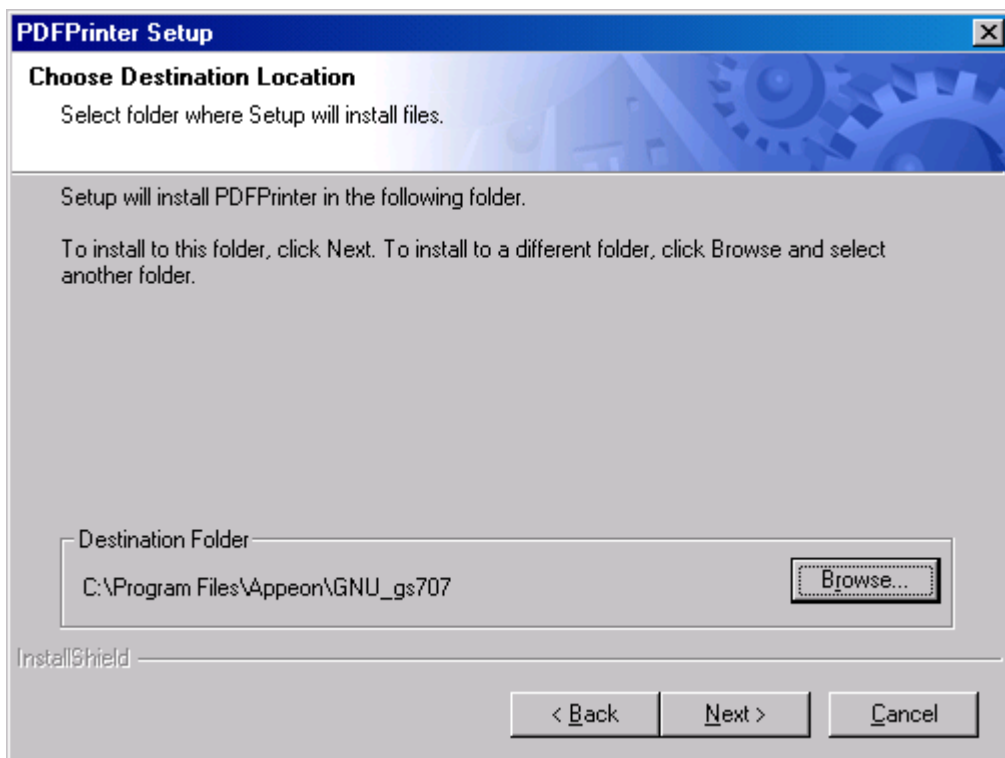 PDFPrinter Setup
Choose Destination Location
Select folder where Setup will install files.
Setup will install PDFPrinter in the following folder.
To install to this folder, click Next. To install to a different folder, click Browse and select
another folder.
Destination Folder
C:\Program Files\Appeon\GNU_gs707
Browse...
InstallShield
< Back
Next >
Cancel